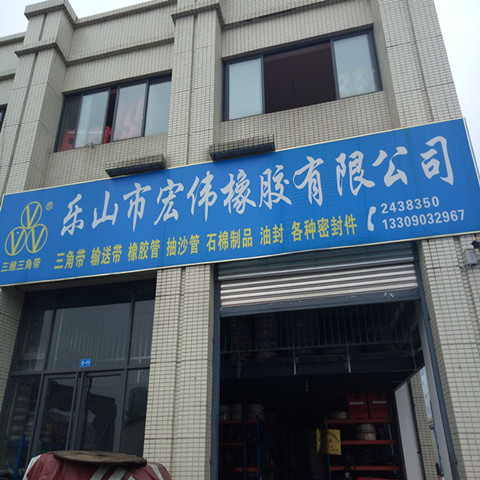 乐山市宏伟橡胶有限公司
®
三维三角带
三角带 输送带 橡胶管 抽沙管 石棉制品 油封 各种密封件
2438350
13309032967